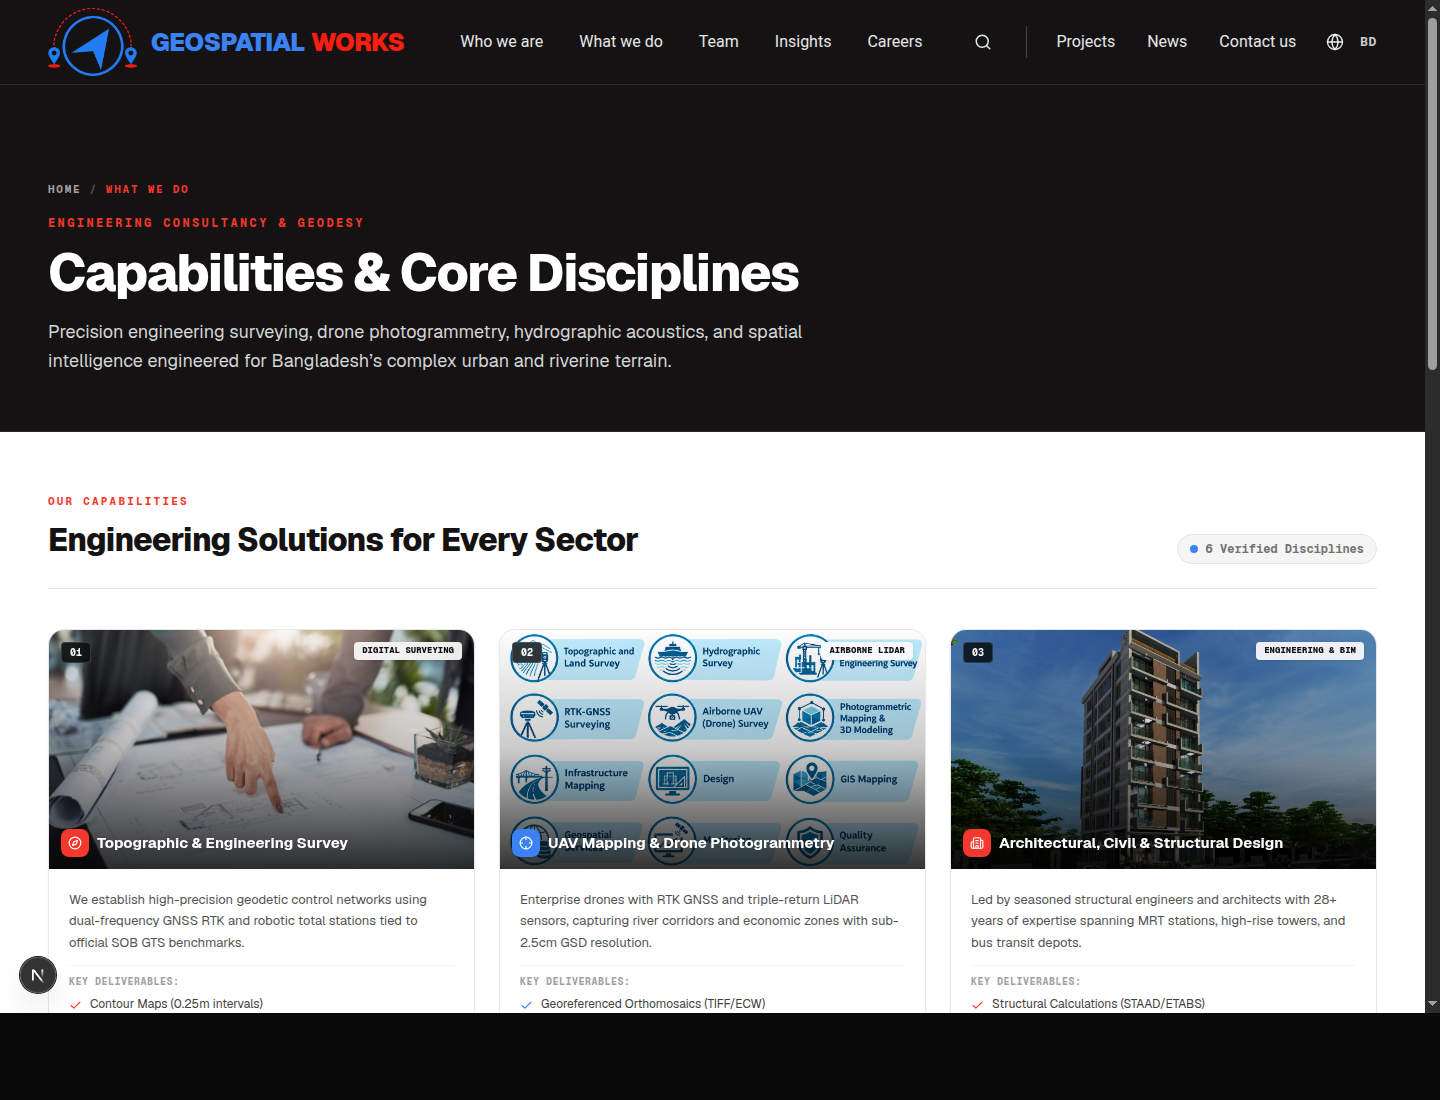 GEOSPATIAL WORKS
Who we are
What we do
Team
Insights
Careers
Projects
News
Contact us
BD
HOME / WHAT WE DO
ENGINEERING CONSULTANCY & GEODESY
Capabilities & Core Disciplines
Precision engineering surveying, drone photogrammetry, hydrographic acoustics, and spatial
intelligence engineered for Bangladesh’s complex urban and riverine terrain.
OUR CAPABILITIES
Engineering Solutions for Every Sector
6 Verified Disciplines
01
DIGITAL SURVEYING
Topographic & Engineering Survey
We establish high-precision geodetic control networks using
dual-frequency GNSS RTK and robotic total stations tied to
official SOB GTS benchmarks.
KEY DELIVERABLES:
Contour Maps (0.25m intervals)
02
AIRBORNE LIDAR
Topographic and
Land Survey
Hydrographic
Survey
Engineering Survey
RTK-GNSS
Surveying
Airborne UAV
(Drone) Survey
Photogrammetric
Mapping &
3D Modeling
Infrastructure
Mapping
Design
GIS Mapping
Geospatial
Monitoring
Quality
Assurance
UAV Mapping & Drone Photogrammetry
Enterprise drones with RTK GNSS and triple-return LiDAR
sensors, capturing river corridors and economic zones with sub-
2.5cm GSD resolution.
KEY DELIVERABLES:
Georeferenced Orthomosaics (TIFF/ECW)
03
ENGINEERING & BIM
Architectural, Civil & Structural Design
Led by seasoned structural engineers and architects with 28+
years of expertise spanning MRT stations, high-rise towers, and
bus transit depots.
KEY DELIVERABLES:
Structural Calculations (STAAD/ETABS)
N